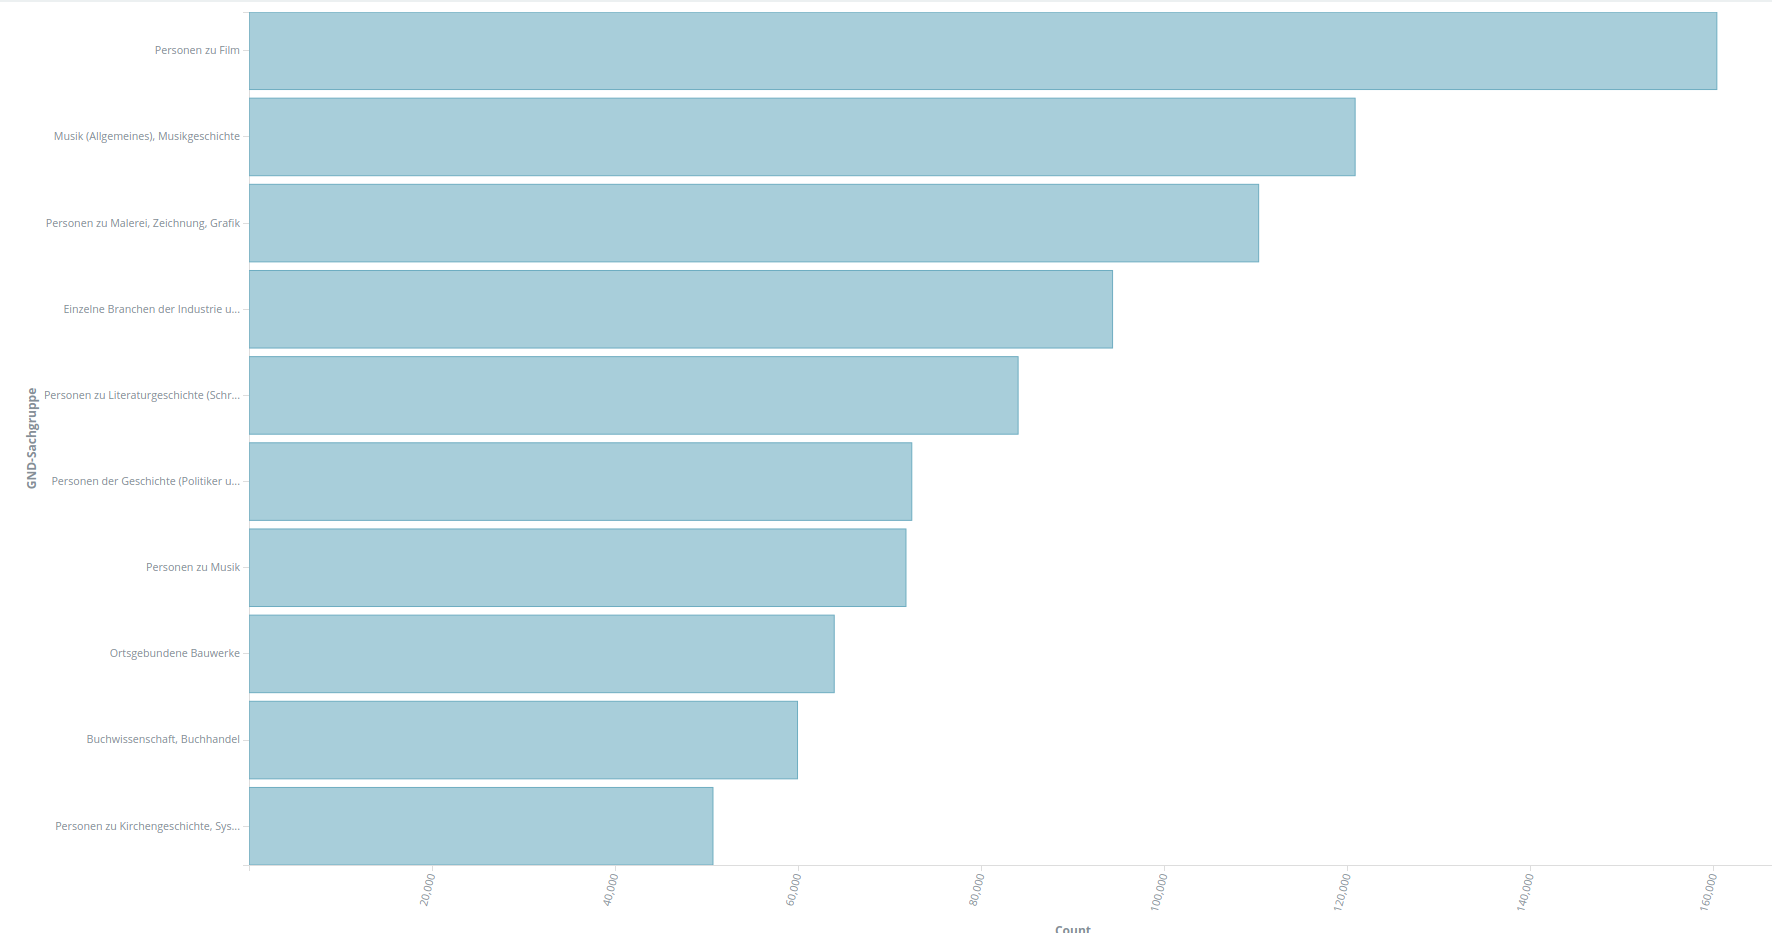 Personen zu Film
Musik (Allgemeines), Musikgeschichte
Personen zu Malerei, Zeichnung, Grafik
Einzelne Branchen der Industrie u...
Personen zu Literaturgeschichte (Schr...
Personen der Geschichte (Politiker u...
Personen zu Musik
Ortsgebundene Bauwerke
Buchwissenschaft, Buchhandel
Personen zu Kirchengeschichte, Sys...
GND-Sachgruppe
20,000
40,000
60,000
80,000
100,000
120,000
140,000
160,000
Count